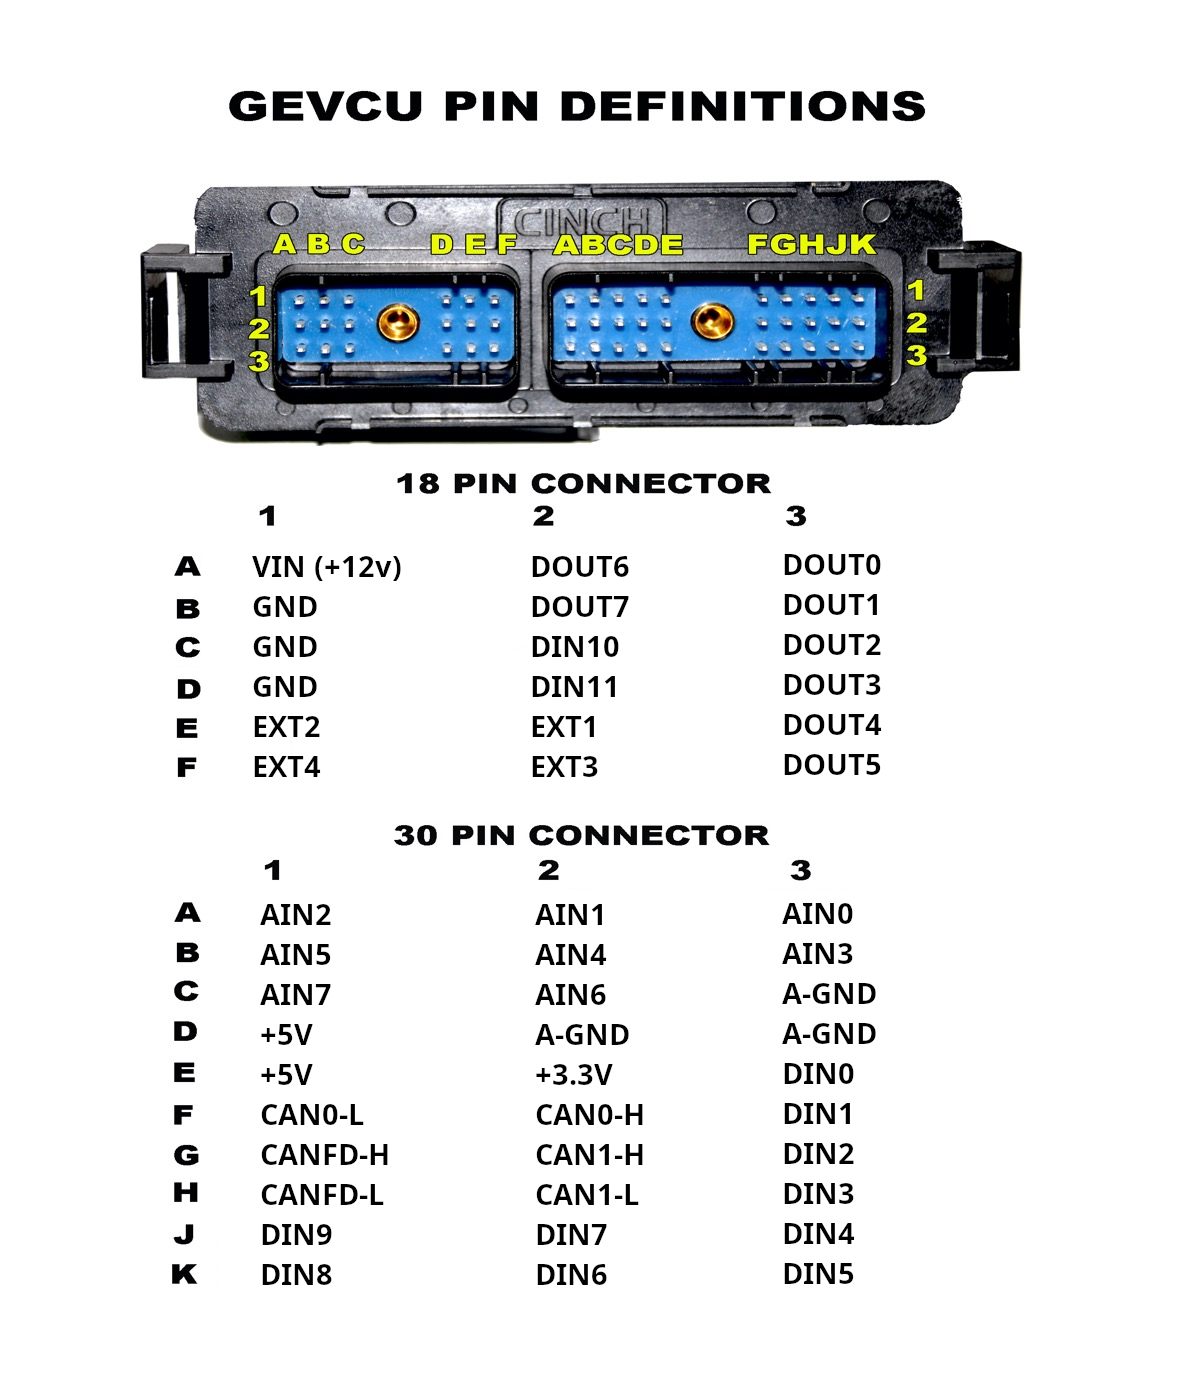 GEVCU PIN DEFINITIONS
CINCH
A B C D E F ABCDE FGHJK
1 1
2 2
3 3
18 PIN CONNECTOR
1 2 3
A VIN (+12v) DOUT6 DOUT0
B GND DOUT7 DOUT1
C GND DIN10 DOUT2
D GND DIN11 DOUT3
E EXT2 EXT1 DOUT4
F EXT4 EXT3 DOUT5
30 PIN CONNECTOR
1 2 3
A AIN2 AIN1 AIN0
B AIN5 AIN4 AIN3
C AIN7 AIN6 A-GND
D +5V A-GND A-GND
E +5V +3.3V DIN0
F CAN0-L CAN0-H DIN1
G CANFD-H CAN1-H DIN2
H CANFD-L CAN1-L DIN3
J DIN9 DIN7 DIN4
K DIN8 DIN6 DIN5